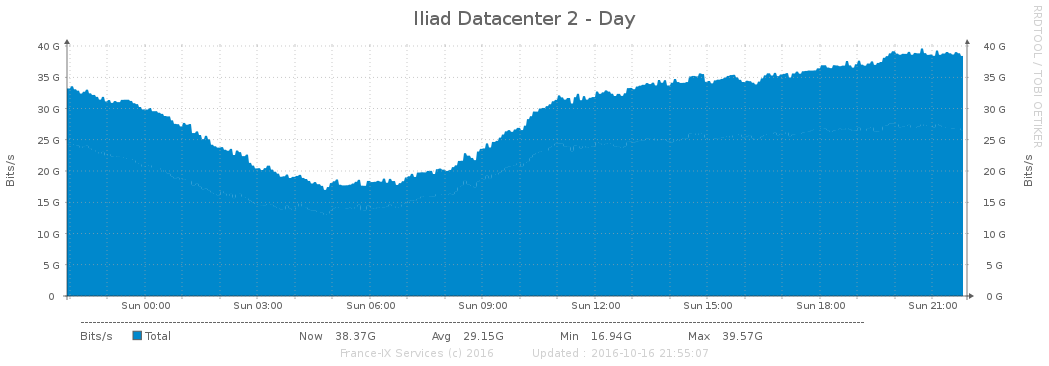 Iliad Datacenter 2 - Day
RRDTOOL / TOBI OETIKER
Bits/s
40 G 40 G
35 G 35 G
30 G 30 G
25 G 25 G
20 G 20 G
15 G 15 G
10 G 10 G
5 G 5 G
0 0 G
Bits/s
Sun 00:00 Sun 03:00 Sun 06:00 Sun 09:00 Sun 12:00 Sun 15:00 Sun 18:00 Sun 21:00
Bits/s Total Now 38.37G Avg 29.15G Min 16.94G Max 39.57G
France-IX Services (c) 2016 Updated : 2016-10-16 21:55:07